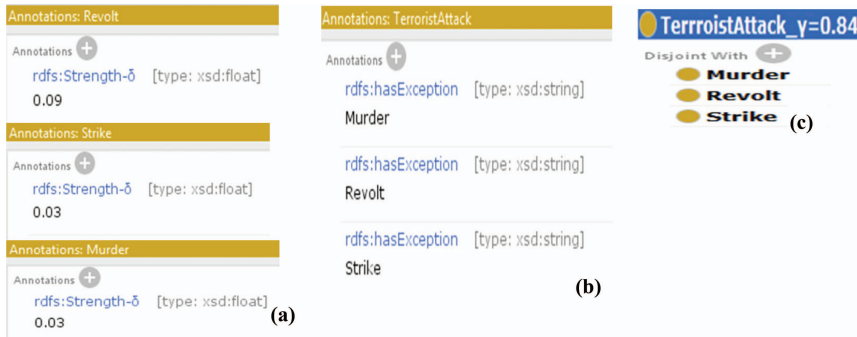 Annotations: Revolt
Annotations
rdfs:Strength-δ [type: xsd:float]
0.09
Annotations: Strike
Annotations
rdfs:Strength-δ [type: xsd:float]
0.03
Annotations: Murder
Annotations
rdfs:Strength-δ [type: xsd:float]
0.03
(a)
Annotations: TerroristAttack
Annotations
rdfs:hasException [type: xsd:string]
Murder
rdfs:hasException [type: xsd:string]
Revolt
rdfs:hasException [type: xsd:string]
Strike
(b)
TerrroistAttack_γ=0.84
Disjoint With
Murder
Revolt
Strike
(c)